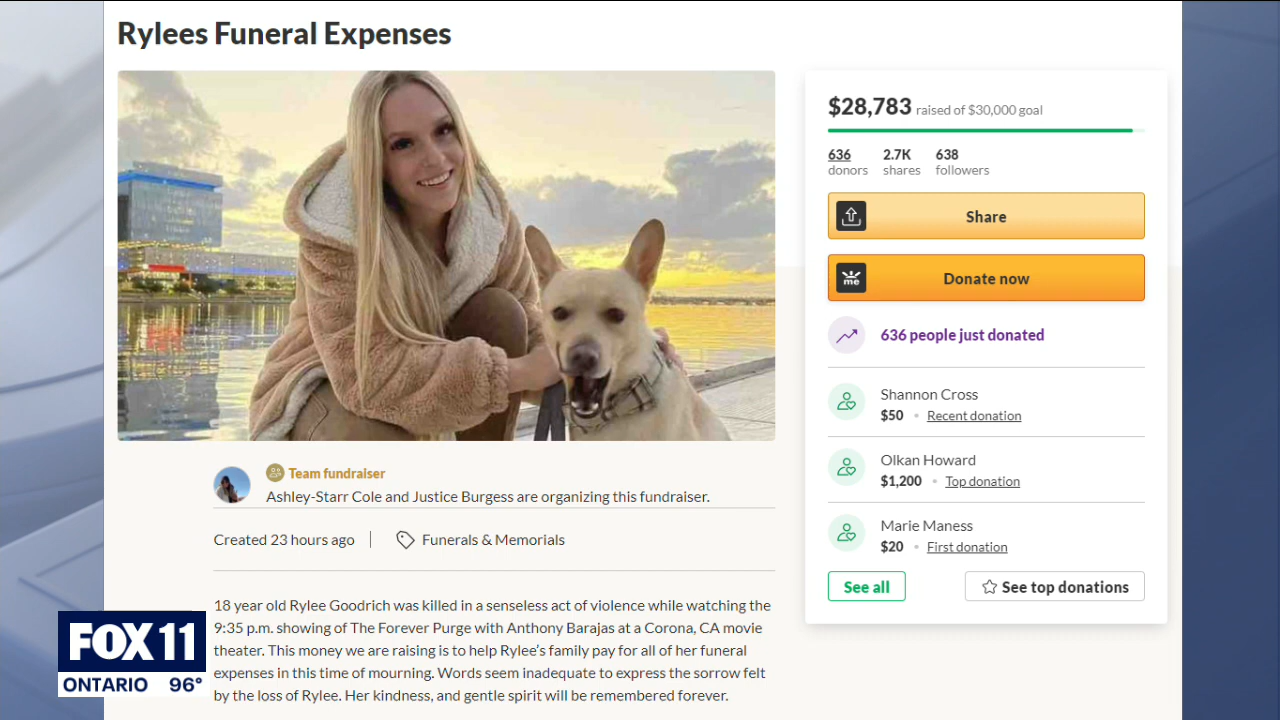 Rylees Funeral Expenses
$28,783 raised of $30,000 goal
636 2.7K 638
donors shares followers
Share
me Donate now
636 people just donated
Shannon Cross
$50 • Recent donation
Olkan Howard
$1,200 • Top donation
Marie Maness
$20 • First donation
See all See top donations
Team fundraiser
Ashley-Starr Cole and Justice Burgess are organizing this fundraiser.
Created 23 hours ago | Funerals & Memorials
18 year old Rylee Goodrich was killed in a senseless act of violence while watching the
9:35 p.m. showing of The Forever Purge with Anthony Barajas at a Corona, CA movie
theater. This money we are raising is to help Rylee's family pay for all of her funeral
expenses in this time of mourning. Words seem inadequate to express the sorrow felt
by the loss of Rylee. Her kindness, and gentle spirit will be remembered forever.
FOX 11
ONTARIO 96°